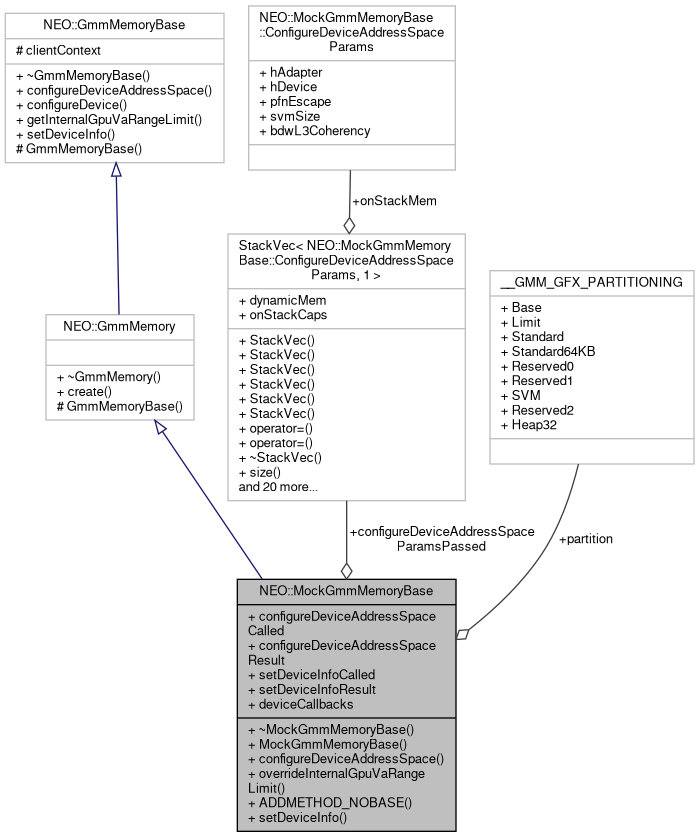 NEO::GmmMemoryBase
# clientContext
+ ~GmmMemoryBase()
+ configureDeviceAddressSpace()
+ configureDevice()
+ getInternalGpuVaRangeLimit()
+ setDeviceInfo()
# GmmMemoryBase()
NEO::MockGmmMemoryBase
::ConfigureDeviceAddressSpace
Params
+ hAdapter
+ hDevice
+ pfnEscape
+ svmSize
+ bdwL3Coherency
+onStackMem
StackVec< NEO::MockGmmMemory
Base::ConfigureDeviceAddressSpace
Params, 1 >
+ dynamicMem
+ onStackCaps
+ StackVec()
+ StackVec()
+ StackVec()
+ StackVec()
+ StackVec()
+ StackVec()
+ operator=()
+ operator=()
+ ~StackVec()
+ size()
and 20 more...
__GMM_GFX_PARTITIONING
+ Base
+ Limit
+ Standard
+ Standard64KB
+ Reserved0
+ Reserved1
+ SVM
+ Reserved2
+ Heap32
NEO::GmmMemory
+ ~GmmMemory()
+ create()
# GmmMemoryBase()
+configureDeviceAddressSpace
ParamsPassed
+partition
NEO::MockGmmMemoryBase
+ configureDeviceAddressSpace
Called
+ configureDeviceAddressSpace
Result
+ setDeviceInfoCalled
+ setDeviceInfoResult
+ deviceCallbacks
+ ~MockGmmMemoryBase()
+ MockGmmMemoryBase()
+ configureDeviceAddressSpace()
+ overrideInternalGpuVaRange
Limit()
+ ADDMETHOD_NOBASE()
+ setDeviceInfo()